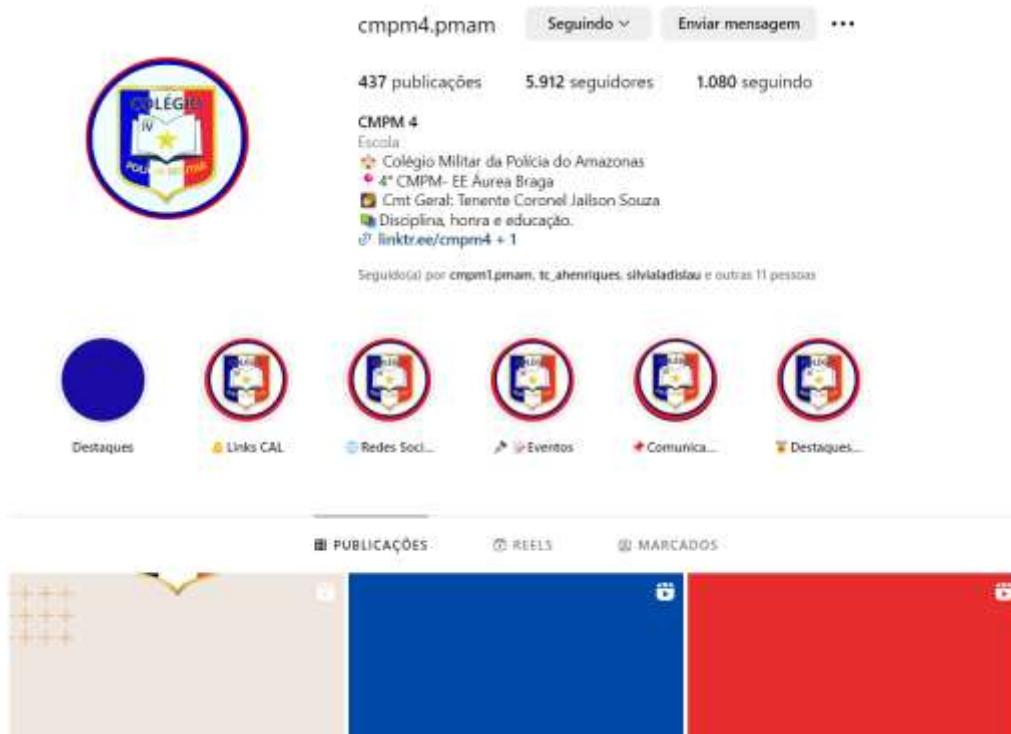 cmpm4.pmam Seguindo Enviar mensagem
437 publicações 5.912 seguidores 1.080 seguindo
CMPM 4
Escola
Colégio Militar da Polícia do Amazonas
4° CMPM- EE Áurea Braga
Cmt Geral: Tenente Coronel Jailson Souza
Disciplina, honra e educação.
linktr.ee/cmpm4 + 1
Seguido(a) por cmpm1.pmam, tc_ahenriques, silvialadislau e outras 11 pessoas
COLÉGIO
IV
Destaques Links CAL Redes Soci... Eventos Comunica... Destaques...
PUBLICAÇÕES REELS MARCADOS